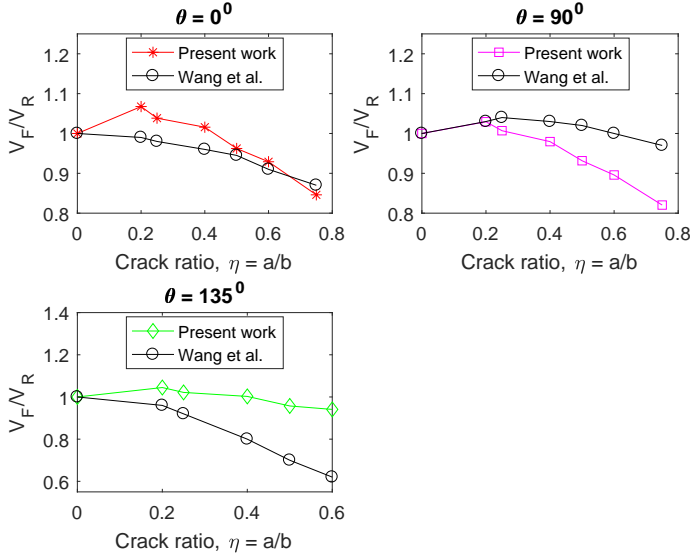 θ = 0⁰
Present work
Wang et al.
V_F/V_R
1.2
1.1
1
0.9
0.8
0 0.2 0.4 0.6 0.8
Crack ratio, η = a/b
θ = 90⁰
Present work
Wang et al.
V_F/V_R
1.2
1.1
1
0.9
0.8
0 0.2 0.4 0.6 0.8
Crack ratio, η = a/b
θ = 135⁰
Present work
Wang et al.
V_F/V_R
1.4
1.2
1
0.8
0.6
0 0.2 0.4 0.6
Crack ratio, η = a/b